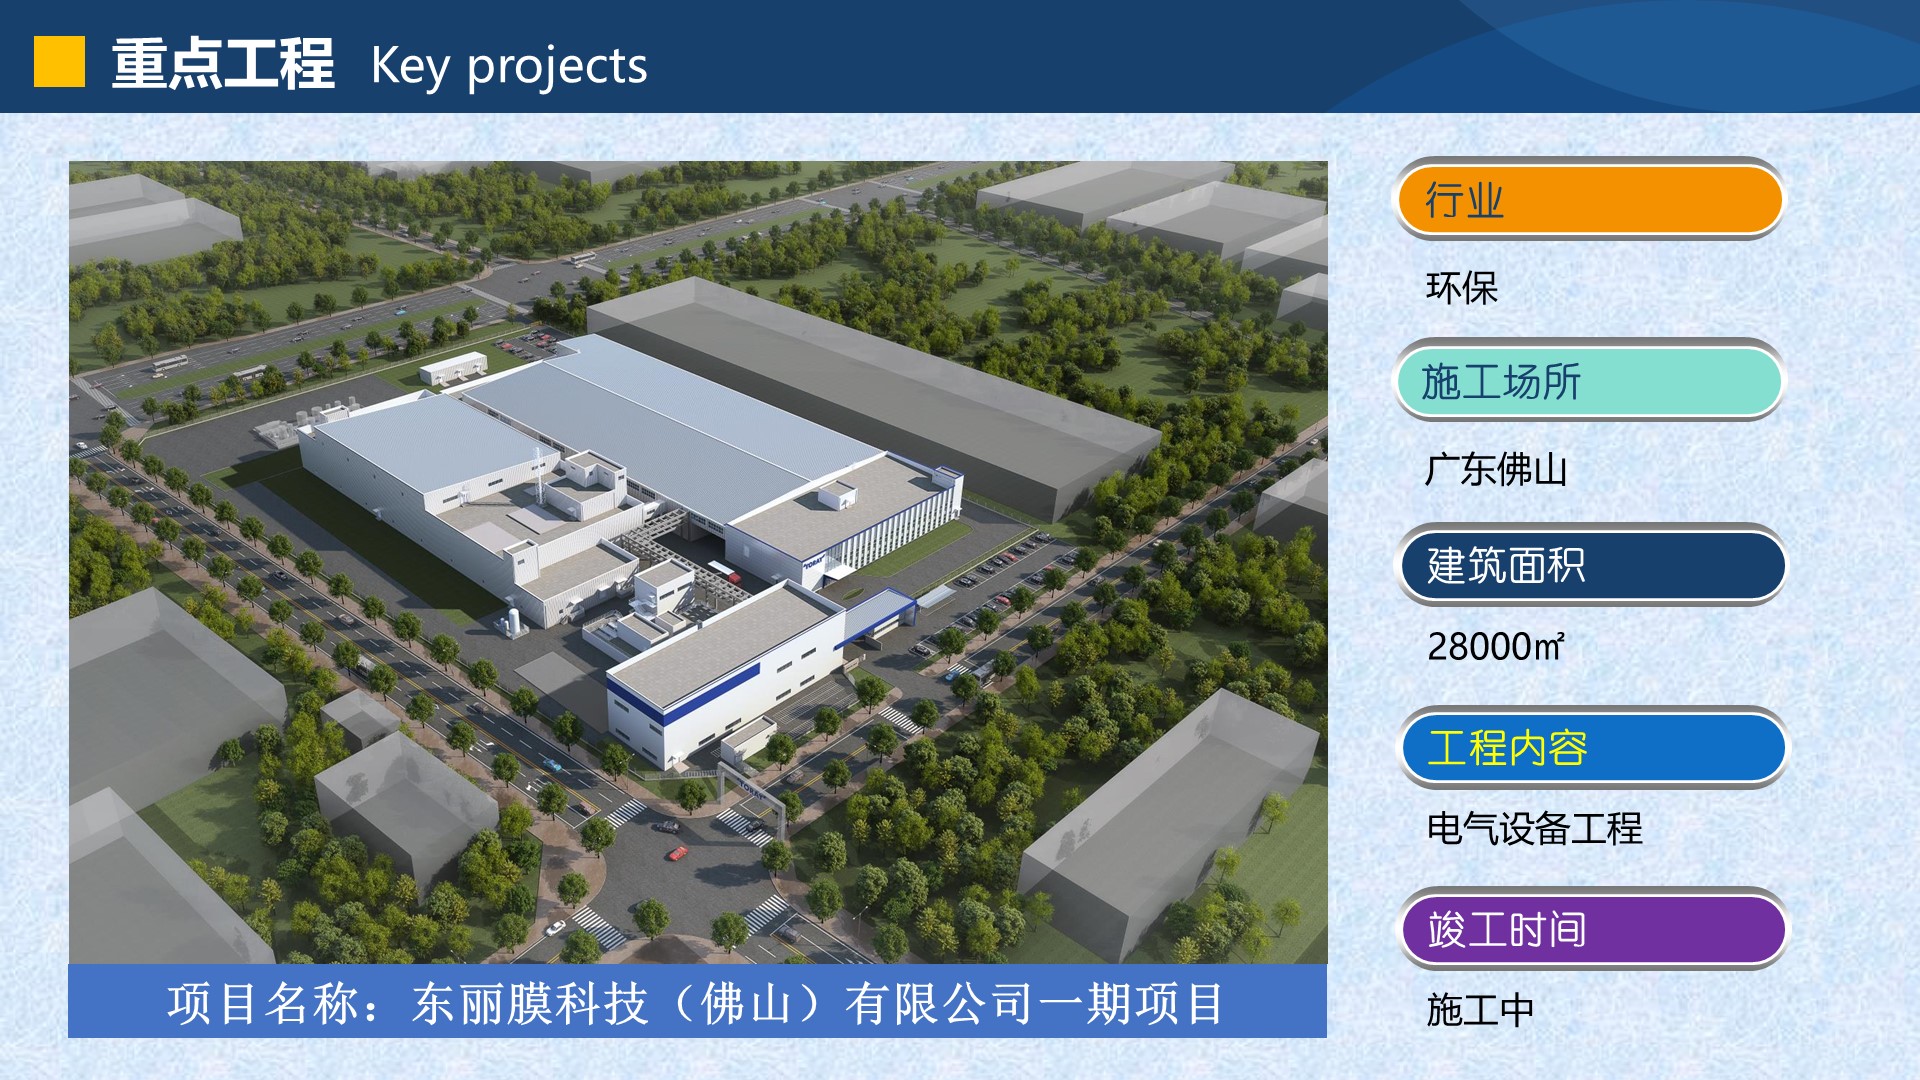 重点工程 Key projects
行业
环保
施工场所
广东佛山
建筑面积
28000㎡
工程内容
电气设备工程
竣工时间
施工中
TORAY
TORAY
项目名称：东丽膜科技（佛山）有限公司一期项目